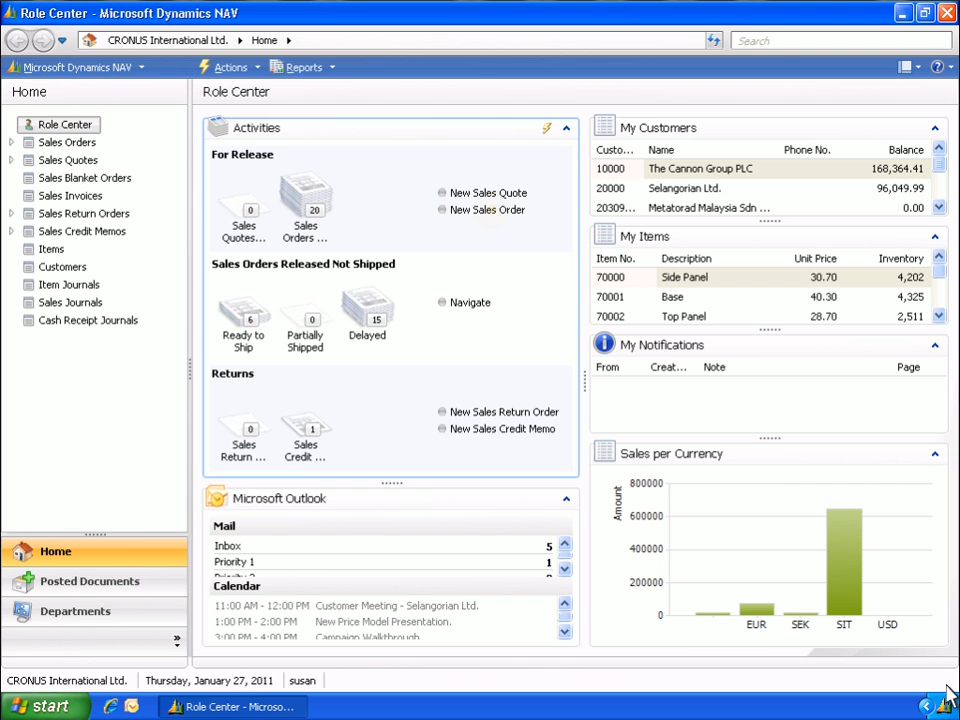 Role Center - Microsoft Dynamics NAV
CRONUS International Ltd. Home
Search
Microsoft Dynamics NAV Actions Reports
Home
Role Center
Sales Orders
Sales Quotes
Sales Blanket Orders
Sales Invoices
Sales Return Orders
Sales Credit Memos
Items
Customers
Item Journals
Sales Journals
Cash Receipt Journals
Home
Posted Documents
Departments
Role Center
Activities
For Release
0
Sales Quotes...
20
Sales Orders ...
New Sales Quote
New Sales Order
Sales Orders Released Not Shipped
6
Ready to Ship
0
Partially Shipped
15
Delayed
Navigate
Returns
0
Sales Return ...
1
Sales Credit ...
New Sales Return Order
New Sales Credit Memo
Microsoft Outlook
Mail
Inbox 5
Priority 1 1
Calendar
11:00 AM - 12:00 PM Customer Meeting - Selangorian Ltd.
1:00 PM - 2:00 PM New Price Model Presentation.
3:00 PM - 4:00 PM Campaign Walkthrough
My Customers
Custo... Name Phone No. Balance
10000 The Cannon Group PLC 168,364.41
20000 Selangorian Ltd. 96,049.99
20309... Metatorad Malaysia Sdn ... 0.00
My Items
Item No. Description Unit Price Inventory
70000 Side Panel 30.70 4,202
70001 Base 40.30 4,325
70002 Top Panel 28.70 2,511
My Notifications
From Creat... Note Page
Sales per Currency
Amount
800000
600000
400000
200000
0
EUR SEK SIT USD
CRONUS International Ltd. Thursday, January 27, 2011 susan
start Role Center - Microso...